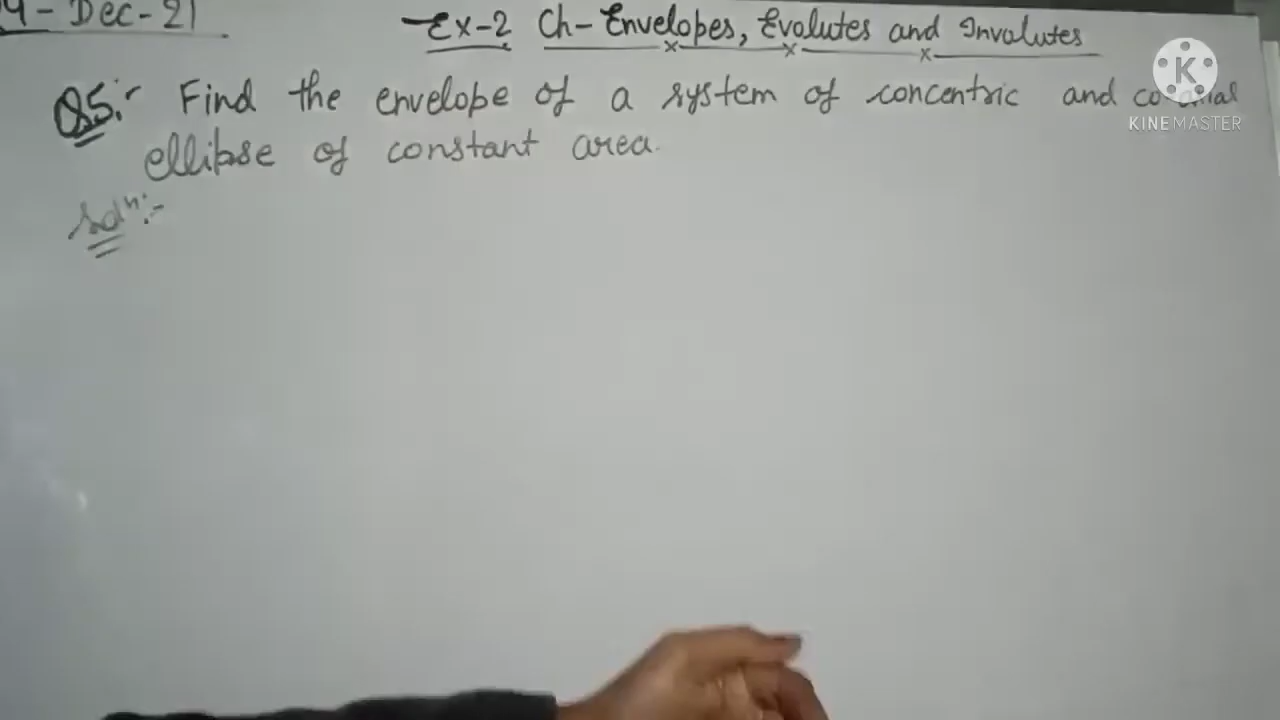 Dec-21
Ex-2 Ch-Envelopes, Evolutes and Involutes
Q5:- Find the envelope of a system of concentric and
ellipse of constant area.
Soln:-
KINEMASTER